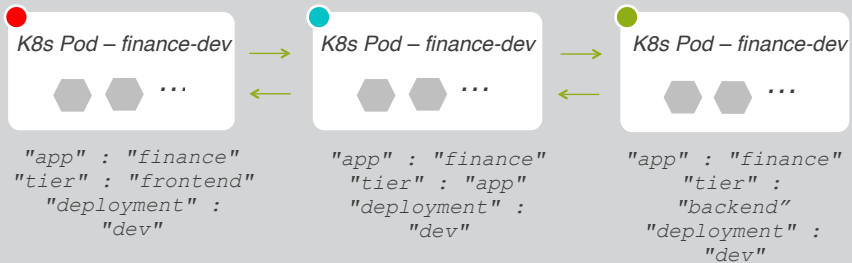 K8s Pod – finance-dev
...
"app" : "finance"
"tier" : "frontend"
"deployment" :
"dev"
K8s Pod – finance-dev
...
"app" : "finance"
"tier" : "app"
"deployment" :
"dev"
K8s Pod – finance-dev
...
"app" : "finance"
"tier" :
"backend”
"deployment" :
"dev"